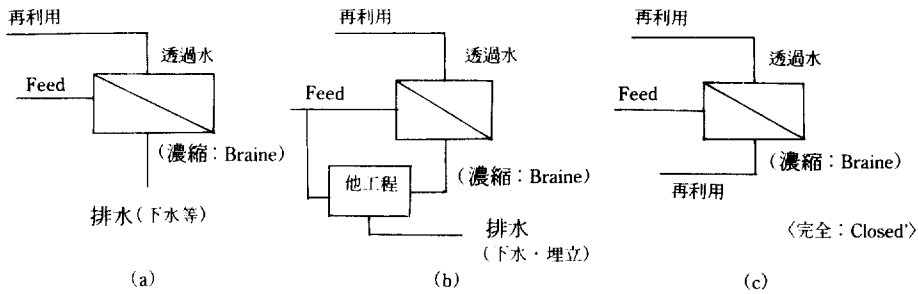 再利用
透過水
Feed
(濃縮：Braine)
排水(下水等)
(a)
再利用
透過水
Feed
(濃縮：Braine)
他工程
排水
(下水・埋立)
(b)
再利用
透過水
Feed
(濃縮：Braine)
再利用
〈完全：Closed'〉
(c)